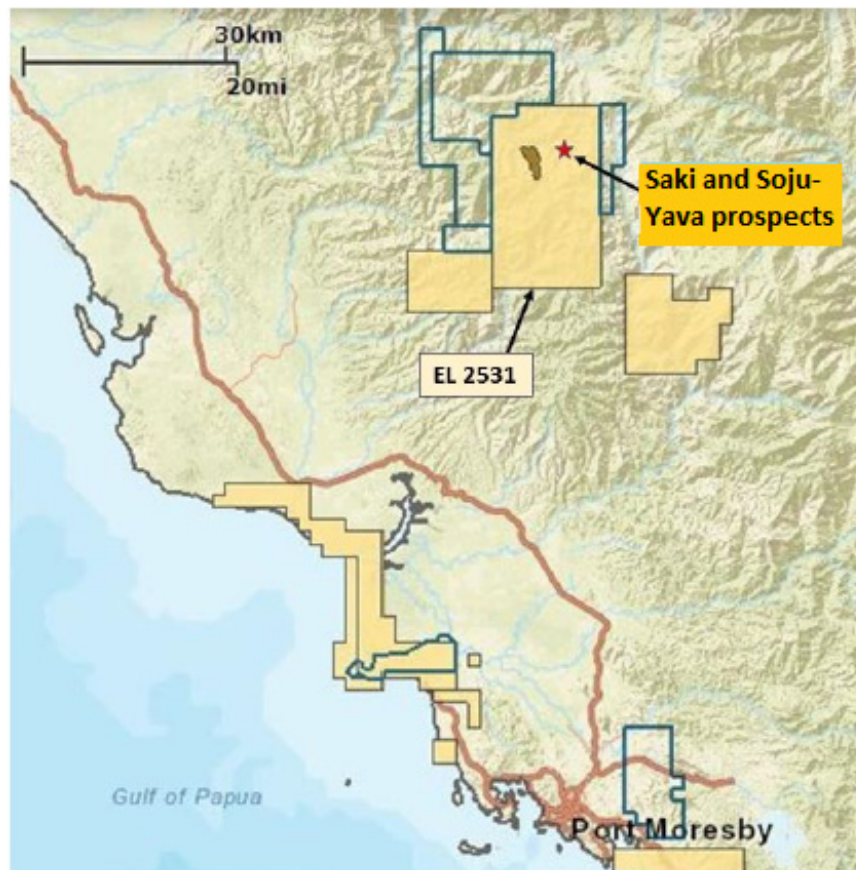 30km
20mi
Saki and Soju-
Yava prospects
EL 2531
Gulf of Papua
Port Moresby